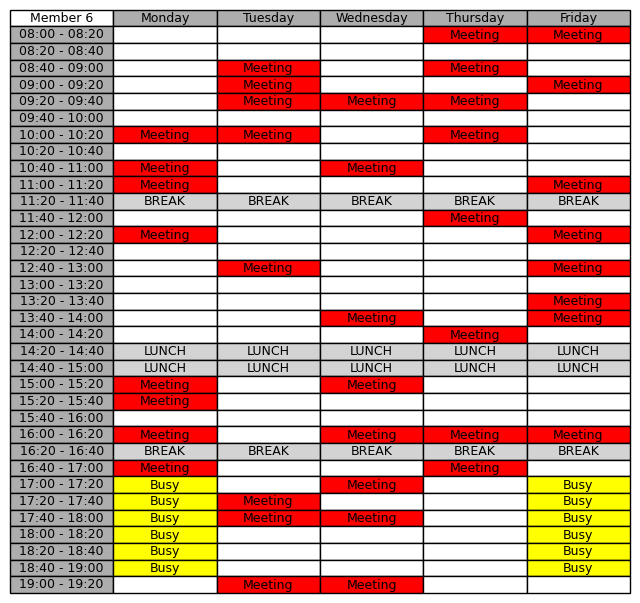 Member 6 Monday Tuesday Wednesday Thursday Friday
08:00 - 08:20 Meeting Meeting
08:20 - 08:40
08:40 - 09:00 Meeting Meeting
09:00 - 09:20 Meeting Meeting
09:20 - 09:40 Meeting Meeting Meeting
09:40 - 10:00
10:00 - 10:20 Meeting Meeting Meeting
10:20 - 10:40
10:40 - 11:00 Meeting Meeting
11:00 - 11:20 Meeting Meeting
11:20 - 11:40 BREAK BREAK BREAK BREAK BREAK
11:40 - 12:00 Meeting
12:00 - 12:20 Meeting Meeting
12:20 - 12:40
12:40 - 13:00 Meeting Meeting
13:00 - 13:20
13:20 - 13:40 Meeting
13:40 - 14:00 Meeting Meeting
14:00 - 14:20 Meeting
14:20 - 14:40 LUNCH LUNCH LUNCH LUNCH LUNCH
14:40 - 15:00 LUNCH LUNCH LUNCH LUNCH LUNCH
15:00 - 15:20 Meeting Meeting
15:20 - 15:40 Meeting
15:40 - 16:00
16:00 - 16:20 Meeting Meeting Meeting Meeting
16:20 - 16:40 BREAK BREAK BREAK BREAK BREAK
16:40 - 17:00 Meeting Meeting
17:00 - 17:20 Busy Meeting Busy
17:20 - 17:40 Busy Meeting Busy
17:40 - 18:00 Busy Meeting Meeting Busy
18:00 - 18:20 Busy Busy
18:20 - 18:40 Busy Busy
18:40 - 19:00 Busy Busy
19:00 - 19:20 Meeting Meeting